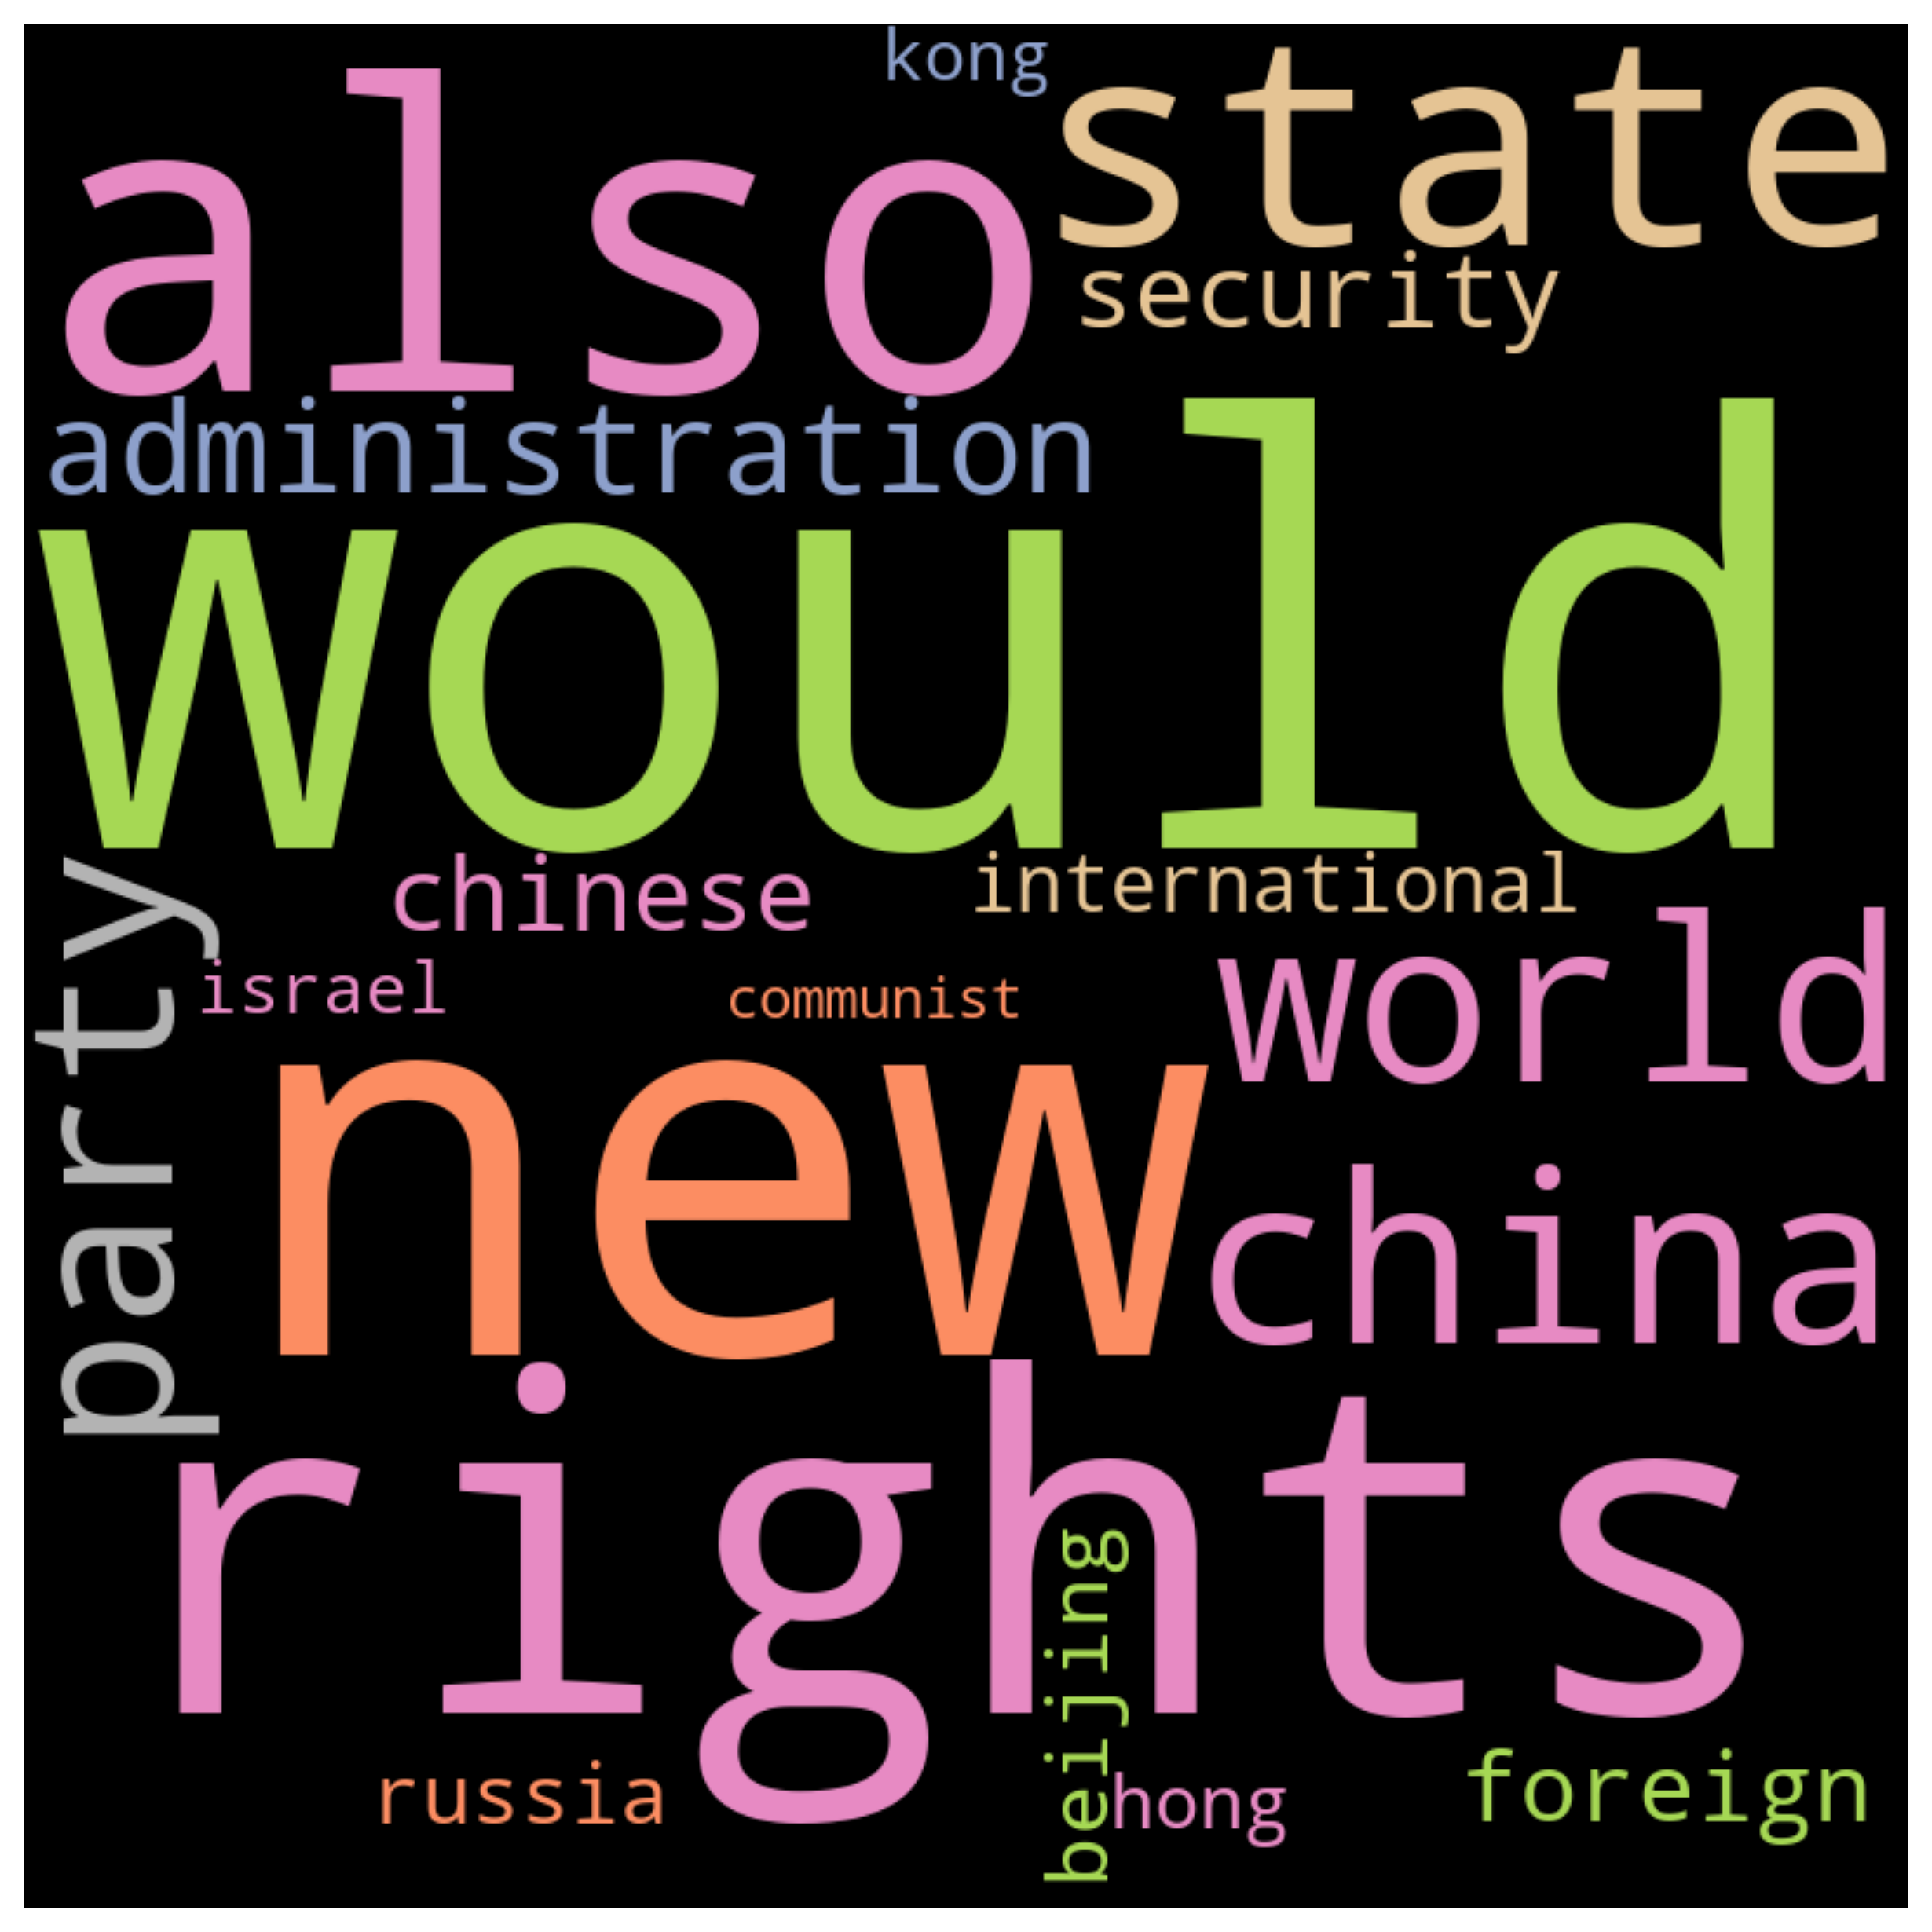 kong
also
state
security
administration
would
party
chinese
international
israel
communist
world
new
china
rights
beijing
russia
hong
foreign